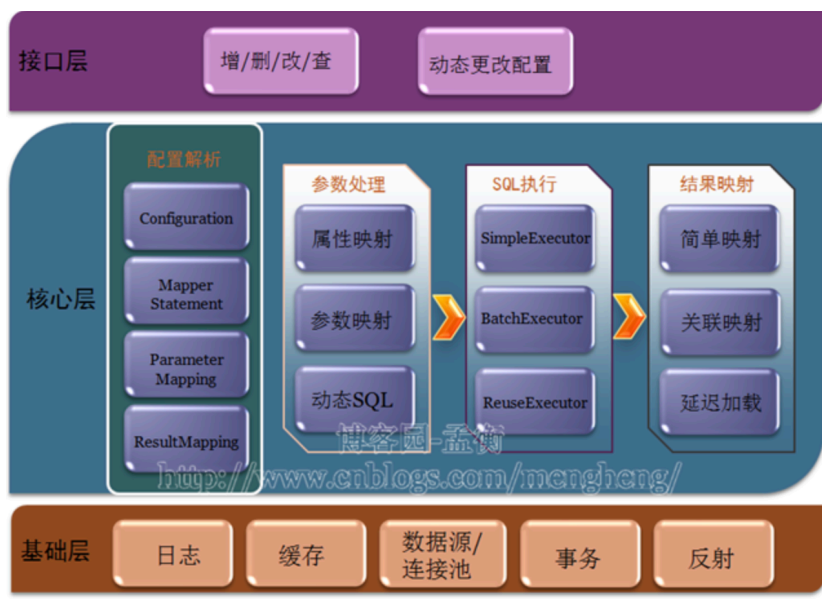 接口层
增/删/改/查
动态更改配置
核心层
配置解析
Configuration
Mapper
Statement
Parameter
Mapping
ResultMapping
参数处理
属性映射
参数映射
动态SQL
SQL执行
SimpleExecutor
BatchExecutor
ReuseExecutor
结果映射
简单映射
关联映射
延迟加载
博客园-孟衡
http://www.cnblogs.com/mengheng/
基础层
日志
缓存
数据源/
连接池
事务
反射